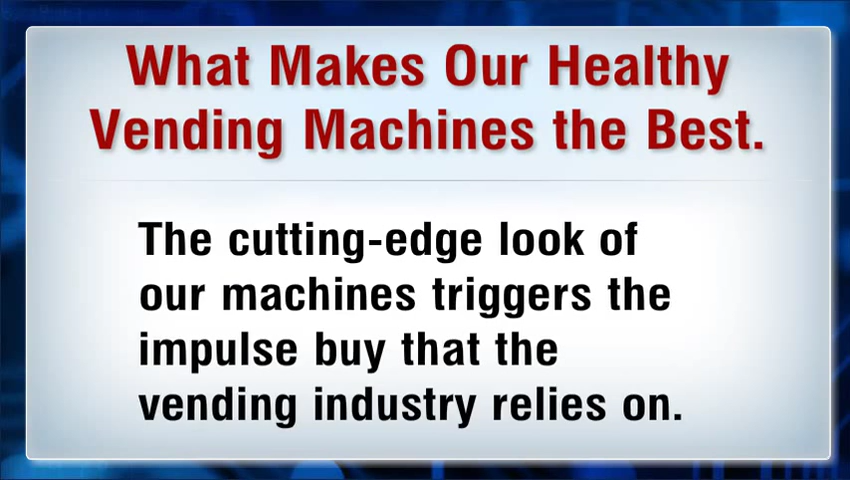 What Makes Our Healthy
Vending Machines the Best.
The cutting-edge look of
our machines triggers the
impulse buy that the
vending industry relies on.